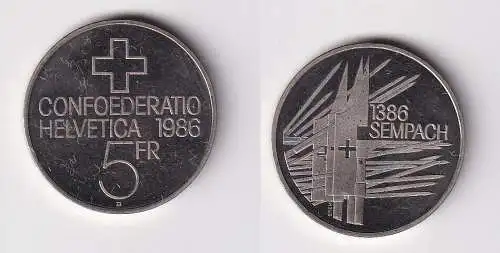 CONFOEDERATIO
HELVETICA 1986
5 FR
B
1386
SEMPACH